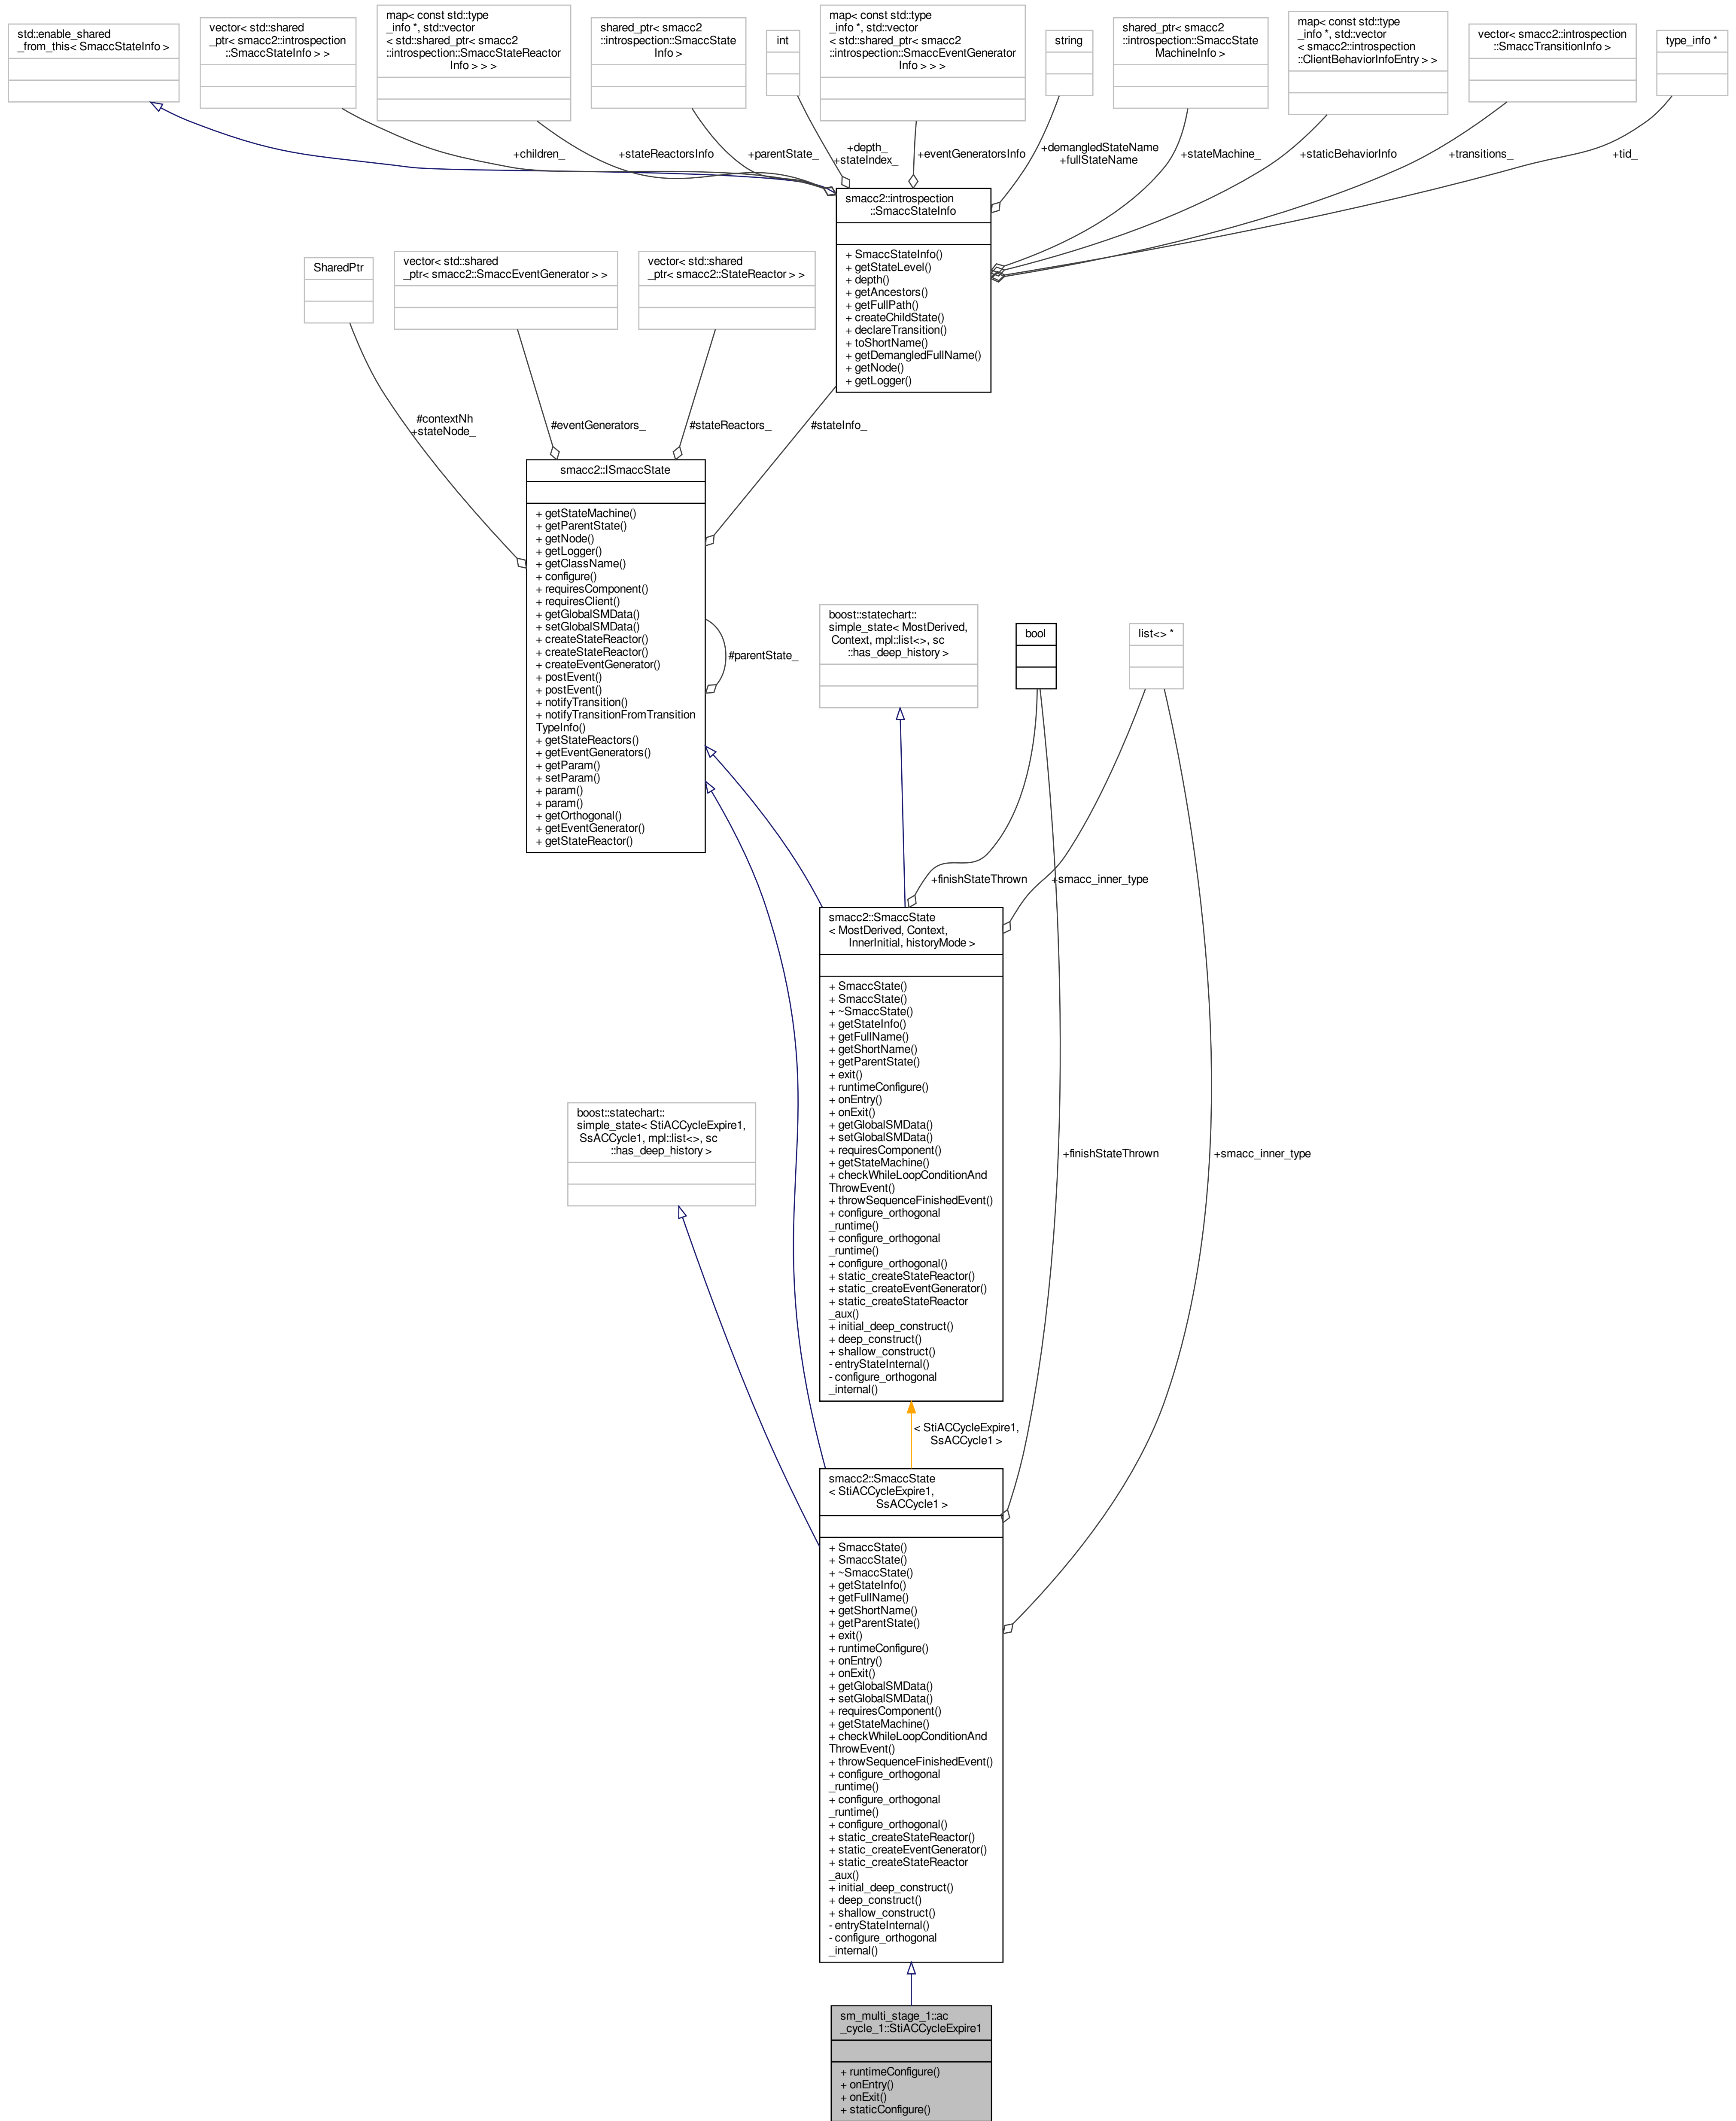 std::enable_shared
_from_this< SmaccStateInfo >
vector< std::shared
_ptr< smacc2::introspection
::SmaccStateInfo > >
map< const std::type
_info *, std::vector
< std::shared_ptr< smacc2
::introspection::SmaccStateReactor
Info > > >
shared_ptr< smacc2
::introspection::SmaccState
Info >
int
map< const std::type
_info *, std::vector
< std::shared_ptr< smacc2
::introspection::SmaccEventGenerator
Info > > >
string
shared_ptr< smacc2
::introspection::SmaccState
MachineInfo >
map< const std::type
_info *, std::vector
< smacc2::introspection
::ClientBehaviorInfoEntry > >
vector< smacc2::introspection
::SmaccTransitionInfo >
type_info *
+children_
+stateReactorsInfo
+parentState_
+depth_
+stateIndex_
+eventGeneratorsInfo
+demangledStateName
+fullStateName
+stateMachine_
+staticBehaviorInfo
+transitions_
+tid_
smacc2::introspection
::SmaccStateInfo
+ SmaccStateInfo()
+ getStateLevel()
+ depth()
+ getAncestors()
+ getFullPath()
+ createChildState()
+ declareTransition()
+ toShortName()
+ getDemangledFullName()
+ getNode()
+ getLogger()
SharedPtr
vector< std::shared
_ptr< smacc2::SmaccEventGenerator > >
vector< std::shared
_ptr< smacc2::StateReactor > >
#contextNh
+stateNode_
#eventGenerators_
#stateReactors_
#stateInfo_
smacc2::ISmaccState
+ getStateMachine()
+ getParentState()
+ getNode()
+ getLogger()
+ getClassName()
+ configure()
+ requiresComponent()
+ requiresClient()
+ getGlobalSMData()
+ setGlobalSMData()
+ createStateReactor()
+ createStateReactor()
+ createEventGenerator()
+ postEvent()
+ postEvent()
+ notifyTransition()
+ notifyTransitionFromTransition
TypeInfo()
+ getStateReactors()
+ getEventGenerators()
+ getParam()
+ setParam()
+ param()
+ param()
+ getOrthogonal()
+ getEventGenerator()
+ getStateReactor()
#parentState_
boost::statechart::
simple_state< MostDerived,
Context, mpl::list<>, sc
::has_deep_history >
bool
list<> *
+finishStateThrown
+smacc_inner_type
smacc2::SmaccState
< MostDerived, Context,
InnerInitial, historyMode >
+ SmaccState()
+ SmaccState()
+ ~SmaccState()
+ getStateInfo()
+ getFullName()
+ getShortName()
+ getParentState()
+ exit()
+ runtimeConfigure()
+ onEntry()
+ onExit()
+ getGlobalSMData()
+ setGlobalSMData()
+ requiresComponent()
+ getStateMachine()
+ checkWhileLoopConditionAnd
ThrowEvent()
+ throwSequenceFinishedEvent()
+ configure_orthogonal
_runtime()
+ configure_orthogonal
_runtime()
+ configure_orthogonal()
+ static_createStateReactor()
+ static_createEventGenerator()
+ static_createStateReactor
_aux()
+ initial_deep_construct()
+ deep_construct()
+ shallow_construct()
- entryStateInternal()
- configure_orthogonal
_internal()
boost::statechart::
simple_state< StiACCycleExpire1,
SsACCycle1, mpl::list<>, sc
::has_deep_history >
+finishStateThrown
+smacc_inner_type
< StiACCycleExpire1,
SsACCycle1 >
smacc2::SmaccState
< StiACCycleExpire1,
SsACCycle1 >
+ SmaccState()
+ SmaccState()
+ ~SmaccState()
+ getStateInfo()
+ getFullName()
+ getShortName()
+ getParentState()
+ exit()
+ runtimeConfigure()
+ onEntry()
+ onExit()
+ getGlobalSMData()
+ setGlobalSMData()
+ requiresComponent()
+ getStateMachine()
+ checkWhileLoopConditionAnd
ThrowEvent()
+ throwSequenceFinishedEvent()
+ configure_orthogonal
_runtime()
+ configure_orthogonal
_runtime()
+ configure_orthogonal()
+ static_createStateReactor()
+ static_createEventGenerator()
+ static_createStateReactor
_aux()
+ initial_deep_construct()
+ deep_construct()
+ shallow_construct()
- entryStateInternal()
- configure_orthogonal
_internal()
sm_multi_stage_1::ac
_cycle_1::StiACCycleExpire1
+ runtimeConfigure()
+ onEntry()
+ onExit()
+ staticConfigure()